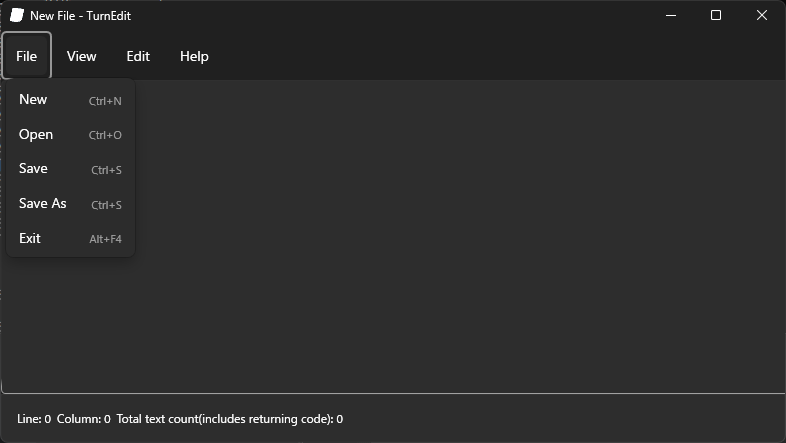 New File - TurnEdit
File View Edit Help
New Ctrl+N
Open Ctrl+O
Save Ctrl+S
Save As Ctrl+S
Exit Alt+F4
Line: 0 Column: 0 Total text count(includes returning code): 0